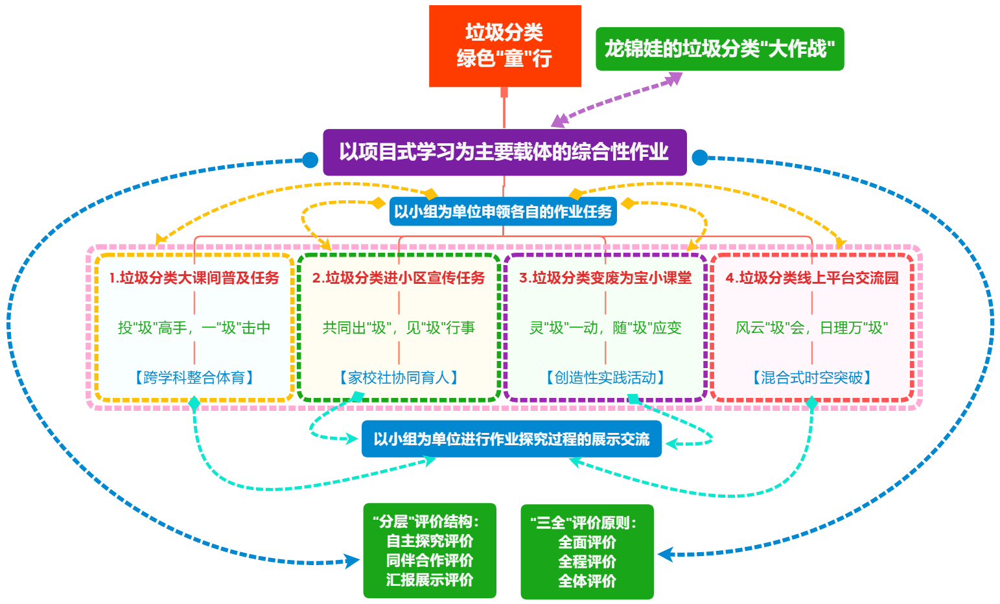 垃圾分类
绿色“童”行
龙锦娃的垃圾分类“大作战”
以项目式学习为主要载体的综合性作业
以小组为单位申领各自的作业任务
1.垃圾分类大课间普及任务
投“圾”高手，一“圾”击中
【跨学科整合体育】
2.垃圾分类进小区宣传任务
共同出“圾”，见“圾”行事
【家校社协同育人】
3.垃圾分类变废为宝小课堂
灵“圾”一动，随“圾”应变
【创造性实践活动】
4.垃圾分类线上平台交流园
风云“圾”会，日理万“圾”
【混合式时空突破】
以小组为单位进行作业探究过程的展示交流
“分层”评价结构：
自主探究评价
同伴合作评价
汇报展示评价
“三全”评价原则：
全面评价
全程评价
全体评价